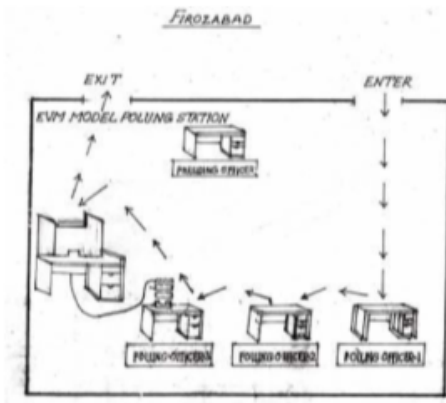 FIROZABAD
EXIT
ENTER
EVM MODEL POLLING STATION
PRESIDING OFFICER
POLLING OFFICER-3
POLLING OFFICER-2
POLLING OFFICER-1